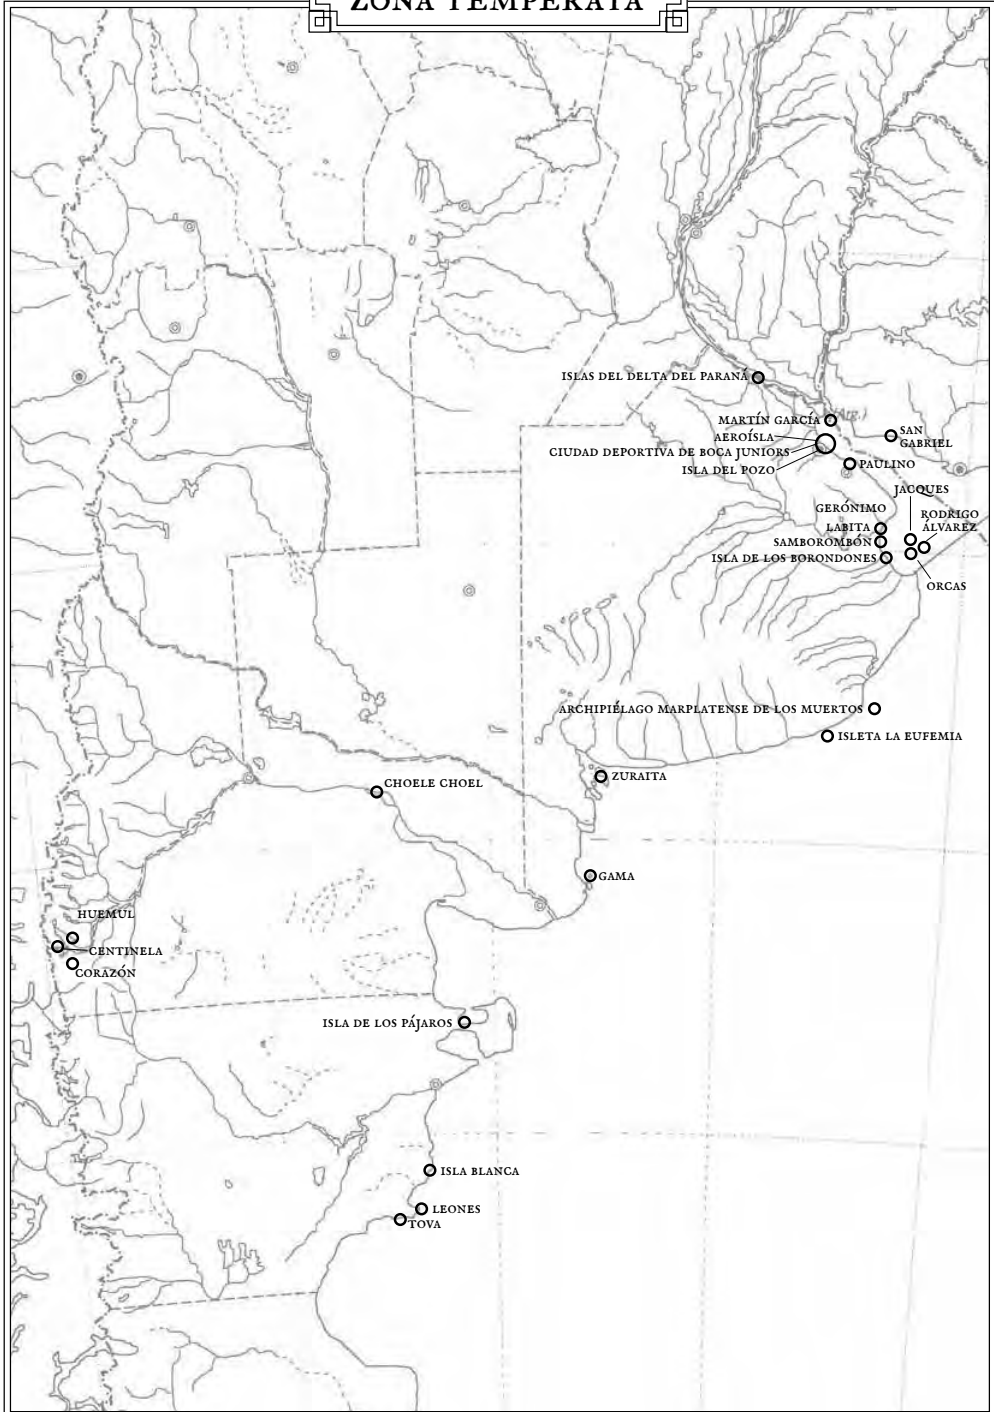 ZONA TEMPERATA
ISLAS DEL DELTA DEL PARANÁ
(Arg.)
MARTÍN GARCÍA
AEROÍSLA
CIUDAD DEPORTIVA DE BOCA JUNIORS
ISLA DEL POZO
SAN
GABRIEL
PAULINO
JACQUES
GERÓNIMO
RODRIGO
ÁLVAREZ
LABITA
SAMBOROMBÓN
ISLA DE LOS BORONDONES
ORCAS
ARCHIPIÉLAGO MARPLATENSE DE LOS MUERTOS
ISLETA LA EUFEMIA
ZURAITA
CHOELE CHOEL
GAMA
HUEMUL
CENTINELA
CORAZÓN
ISLA DE LOS PÁJAROS
ISLA BLANCA
LEONES
TOVA